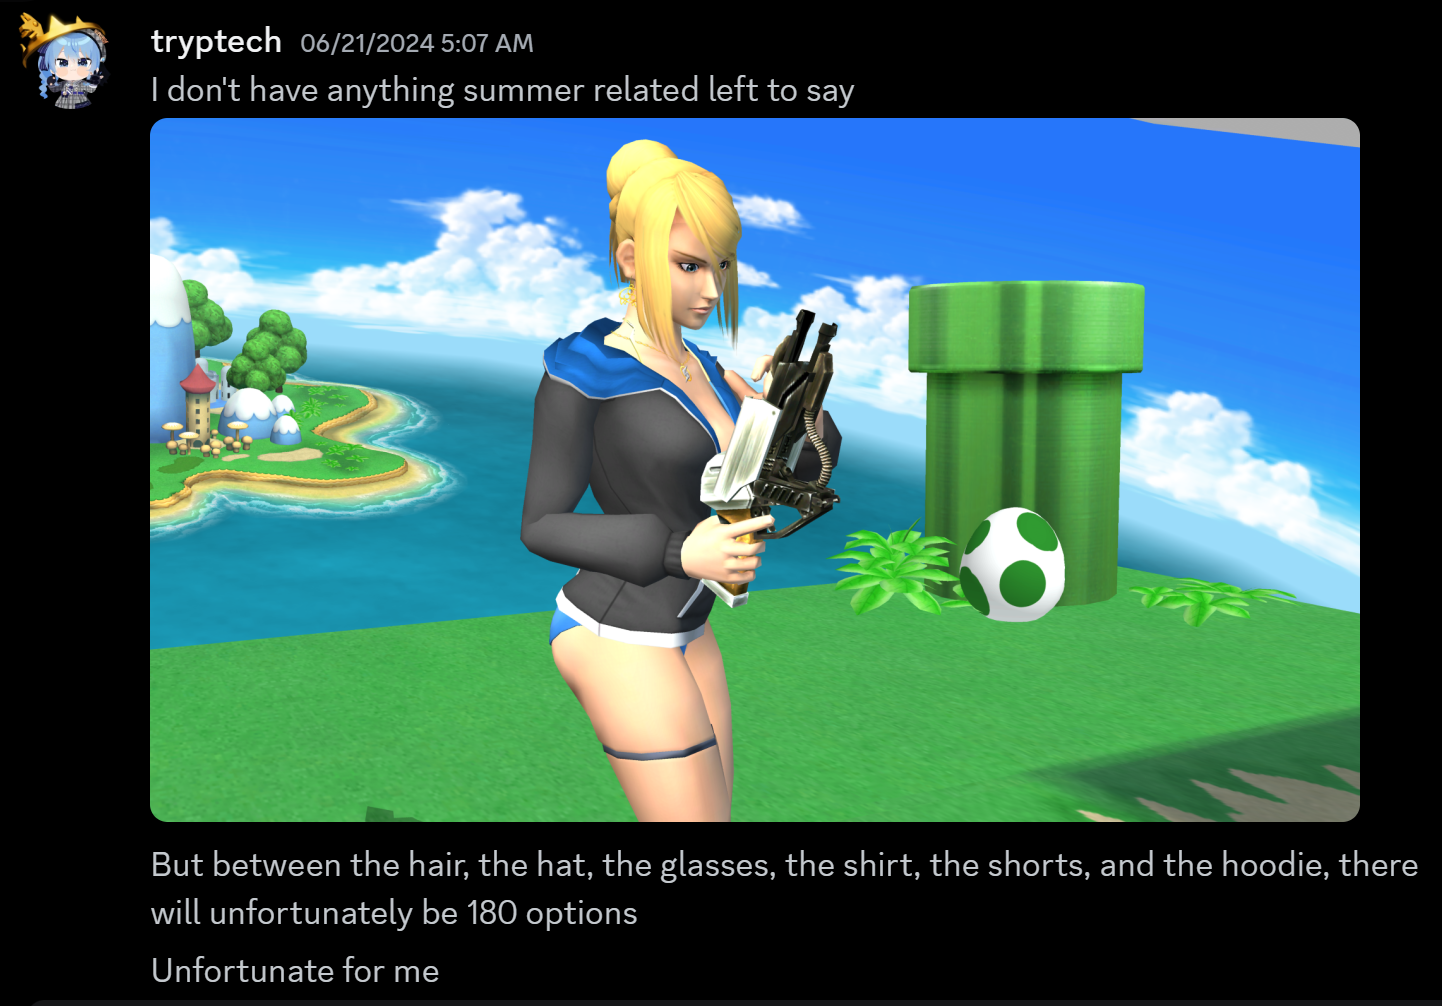 tryptech 06/21/2024 5:07 AM
I don't have anything summer related left to say
But between the hair, the hat, the glasses, the shirt, the shorts, and the hoodie, there
will unfortunately be 180 options
Unfortunate for me